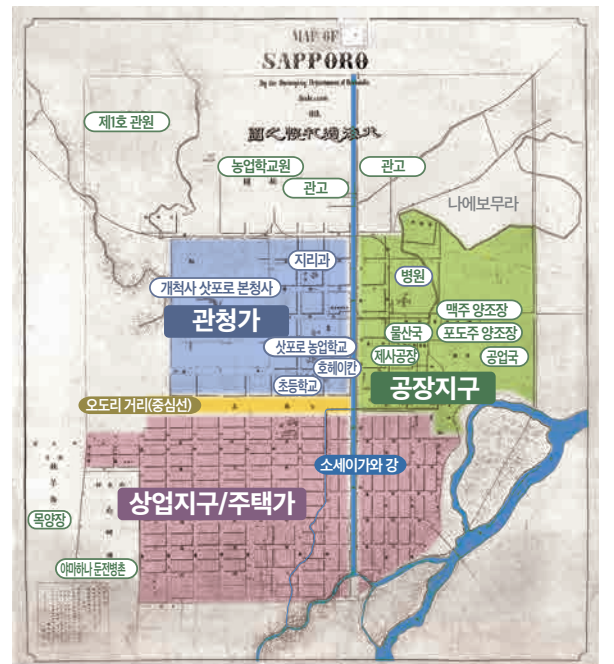 MAP OF
SAPPORO
제1호 관원
농업학교원
관고
관고
나에보무라
지리과
병원
개척사 삿포로 본청사
맥주 양조장
관청가
물산국
포도주 양조장
삿포로 농업학교
제사공장
공업국
호헤이칸
초등학교
공장지구
오도리 거리(중심선)
소세이가와 강
상업지구/주택가
목양장
야마하나 둔전병촌